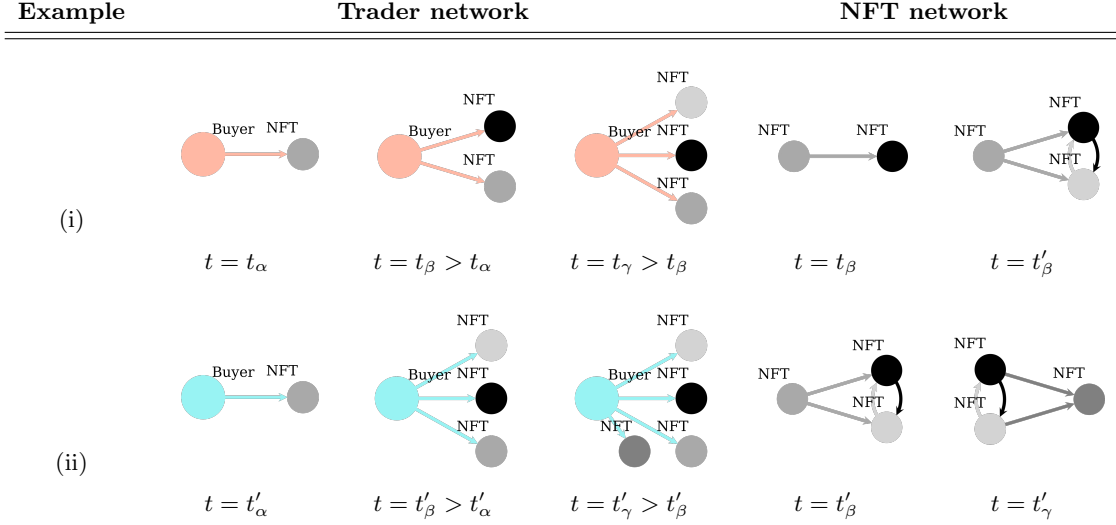 Example Trader network NFT network
NFT
NFT NFT
Buyer NFT Buyer Buyer NFT NFT NFT NFT
NFT NFT NFT
(i)
t = t_α t = t_β > t_α t = t_γ > t_β t = t_β t = t′_β
NFT NFT NFT NFT
Buyer NFT Buyer NFT Buyer NFT NFT
NFT NFT
NFT NFT NFT
(ii)
t = t′_α t = t′_β > t′_α t = t′_γ > t′_β t = t′_β t = t′_γ